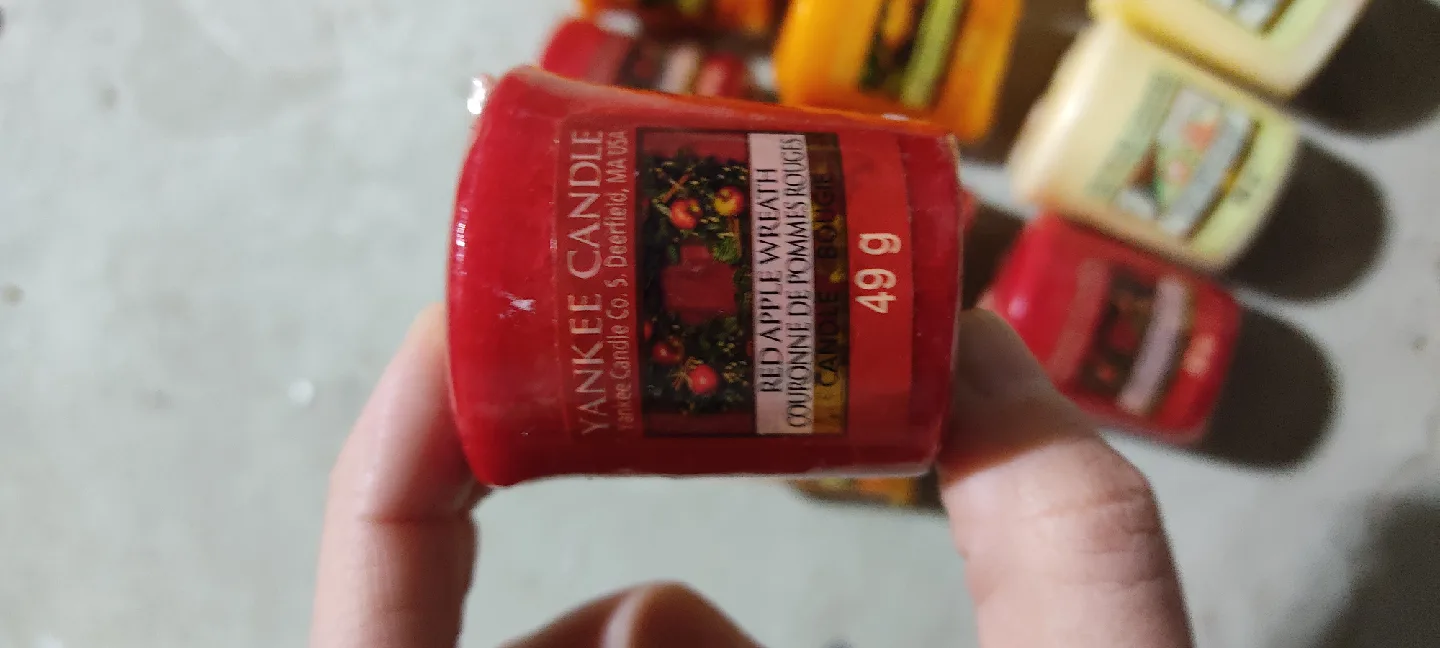 YANKEE CANDLE
Yankee Candle Co. S. Deerfield, MA USA
RED APPLE WREATH
COURONNE DE POMMES ROUGES
CANDLE BOUGIE
49 g